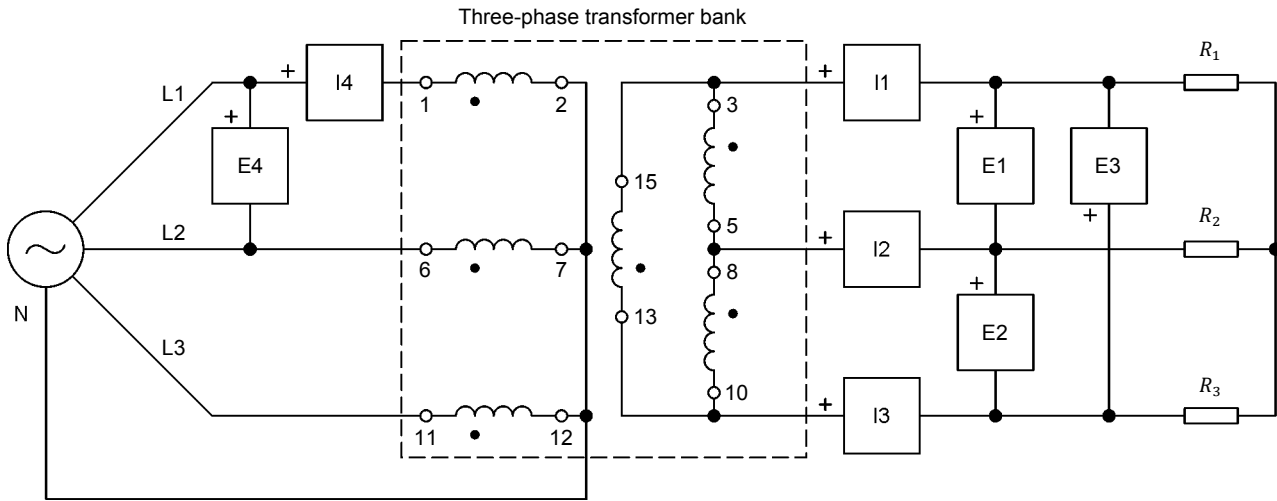 Three-phase transformer bank
L1
+
I4
1
2
+
E4
L2
6
7
N
L3
11
12
3
15
5
8
13
10
+
I1
+
E1
E3
+
R₁
+
I2
R₂
+
E2
+
I3
R₃